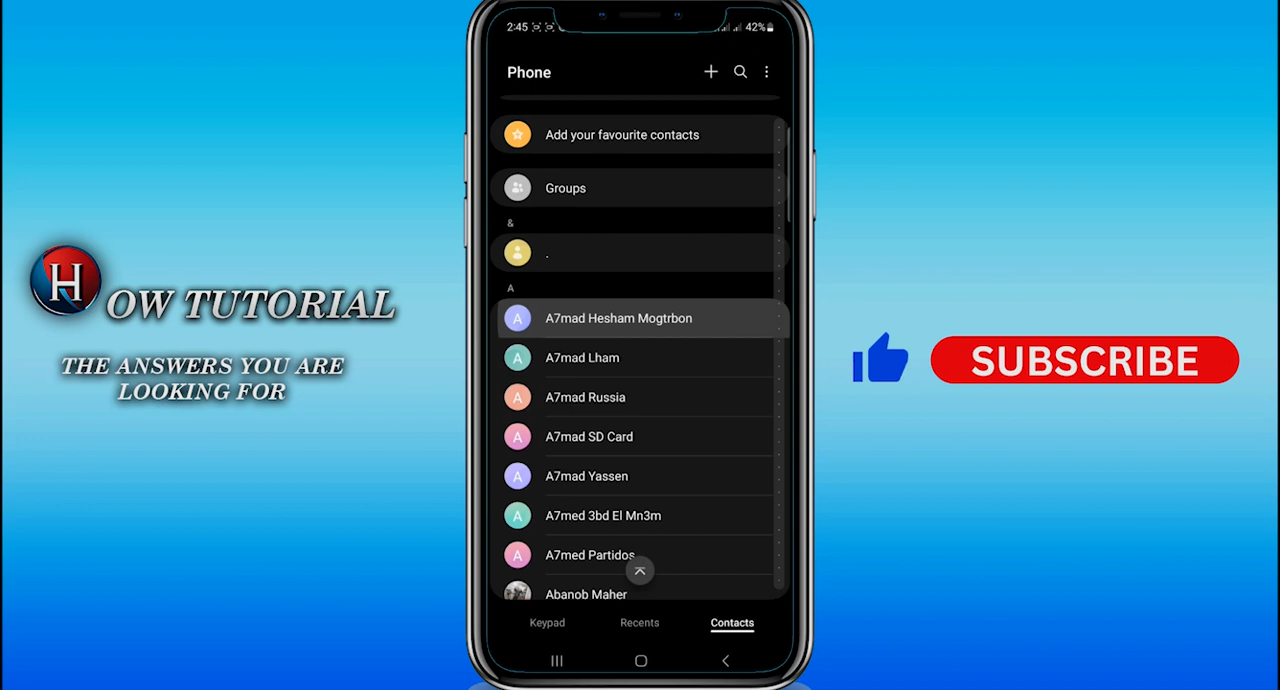 2:45
42%
Phone
Add your favourite contacts
Groups
&
.
A
A A7mad Hesham Mogtrbon
A A7mad Lham
A A7mad Russia
A A7mad SD Card
A A7mad Yassen
A A7med 3bd El Mn3m
A A7med Partidos
Abanob Maher
Keypad Recents Contacts
HOW TUTORIAL
THE ANSWERS YOU ARE
LOOKING FOR
SUBSCRIBE